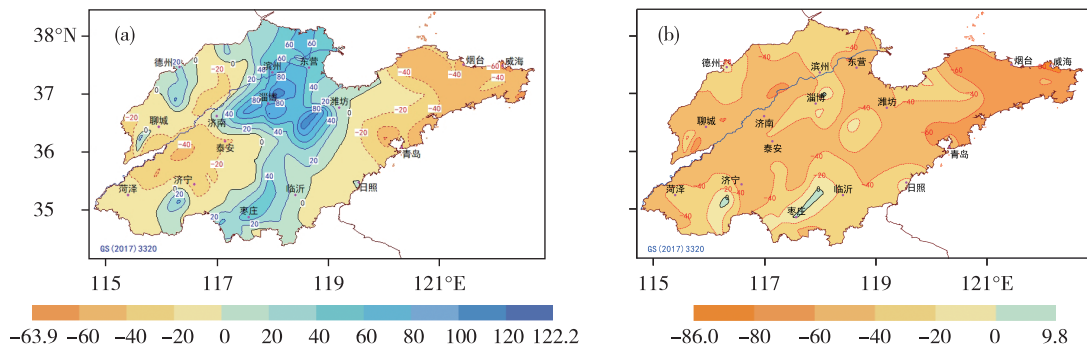 (a)
38°N
37
36
35
115
117
119
121°E
德州
滨州
东营
烟台
威海
淄博
潍坊
聊城
济南
泰安
青岛
菏泽
济宁
临沂
日照
枣庄
GS(2017)3320
-63.9 -60 -40 -20 0 20 40 60 80 100 120 122.2
(b)
38°N
37
36
35
115
117
119
121°E
德州
滨州
东营
烟台
威海
淄博
潍坊
聊城
济南
泰安
青岛
菏泽
济宁
临沂
日照
枣庄
GS(2017)3320
-86.0 -80 -60 -40 -20 0 9.8